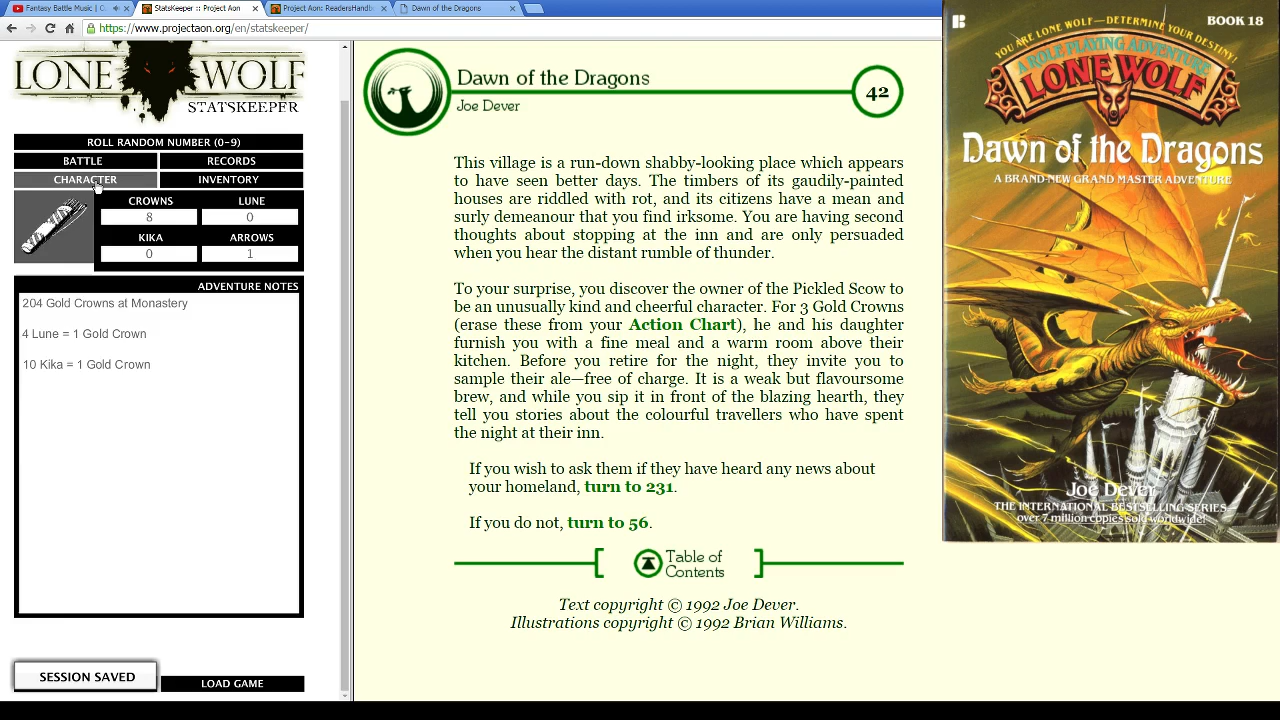 Fantasy Battle Music | C
StatsKeeper :: Project Aon
Project Aon: ReadersHandb
Dawn of the Dragons
https://www.projectaon.org/en/statskeeper/
LONE WOLF
STATSKEEPER
ROLL RANDOM NUMBER (0-9)
BATTLE
RECORDS
CHARACTER
INVENTORY
CROWNS
LUNE
8
0
KIKA
ARROWS
0
1
ADVENTURE NOTES
204 Gold Crowns at Monastery
4 Lune = 1 Gold Crown
10 Kika = 1 Gold Crown
SESSION SAVED
LOAD GAME
Dawn of the Dragons
Joe Dever
42
This village is a run-down shabby-looking place which appears
to have seen better days. The timbers of its gaudily-painted
houses are riddled with rot, and its citizens have a mean and
surly demeanour that you find irksome. You are having second
thoughts about stopping at the inn and are only persuaded
when you hear the distant rumble of thunder.
To your surprise, you discover the owner of the Pickled Scow to
be an unusually kind and cheerful character. For 3 Gold Crowns
(erase these from your Action Chart), he and his daughter
furnish you with a fine meal and a warm room above their
kitchen. Before you retire for the night, they invite you to
sample their ale—free of charge. It is a weak but flavoursome
brew, and while you sip it in front of the blazing hearth, they
tell you stories about the colourful travellers who have spent
the night at their inn.
If you wish to ask them if they have heard any news about
your homeland, turn to 231.
If you do not, turn to 56.
Table of
Contents
Text copyright © 1992 Joe Dever.
Illustrations copyright © 1992 Brian Williams.
B
BOOK 18
YOU ARE LONE WOLF—DETERMINE YOUR DESTINY!
A ROLE PLAYING ADVENTURE
LONE WOLF
Dawn of the Dragons
A BRAND-NEW GRAND MASTER ADVENTURE
Joe Dever
THE INTERNATIONAL BESTSELLING SERIES—
over 7 million copies sold worldwide!